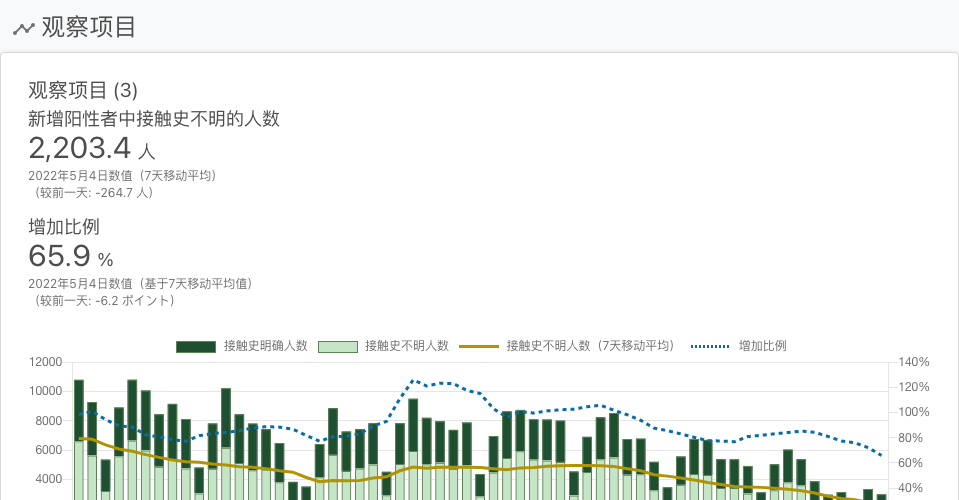 观察项目
观察项目 (3)
新增阳性者中接触史不明的人数
2,203.4 人
2022年5月4日数值（7天移动平均）
（较前一天: -264.7 人）
增加比例
65.9 %
2022年5月4日数值（基于7天移动平均值）
（较前一天: -6.2 ポイント）
接触史明确人数 接触史不明人数 接触史不明人数（7天移动平均） 增加比例
12000 140%
10000 120%
8000 100%
6000 80%
4000 60%
40%